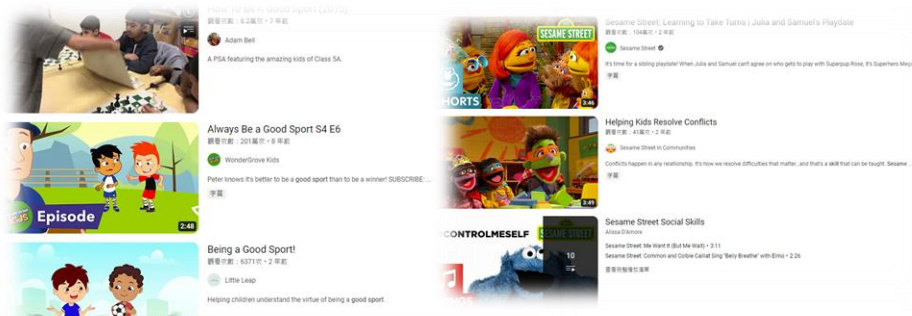 How To Be A Good Sport (2016)
觀看次數：8.2萬次・7 年前
Adam Bell
A PSA featuring the amazing kids of Class 5A.
Episode
2:48
Always Be a Good Sport S4 E6
觀看次數：201萬次・8 年前
WonderGrove Kids
Peter knows it's better to be a good sport than to be a winner! SUBSCRIBE:...
字幕
Being a Good Sport!
觀看次數：6371次・2 年前
Little Leap
Helping children understand the virtue of being a good sport.
SESAME STREET
HORTS
3:46
Sesame Street: Learning to Take Turns | Julia and Samuel's Playdate
觀看次數：104萬次・2 年前
Sesame Street
It's time for a sibling playdate! When Julia and Samuel can't agree on who gets to play with Superpup Rose, it's Superhero
字幕
3:49
Helping Kids Resolve Conflicts
觀看次數：41萬次・2 年前
Sesame Street in Communities
Conflicts happen in any relationship. It's how we resolve difficulties that matter, and that's a skill that can be taught. Sesame ...
字幕
CONTROLMESELF
SESAME STREET
10
NGS
Sesame Street Social Skills
Alissa D'Amore
Sesame Street: Me Want It (But Me Wait)・3:11
Sesame Street: Common and Colbie Caillat Sing "Belly Breathe" with Elmo・2:26
查看完整播放清單